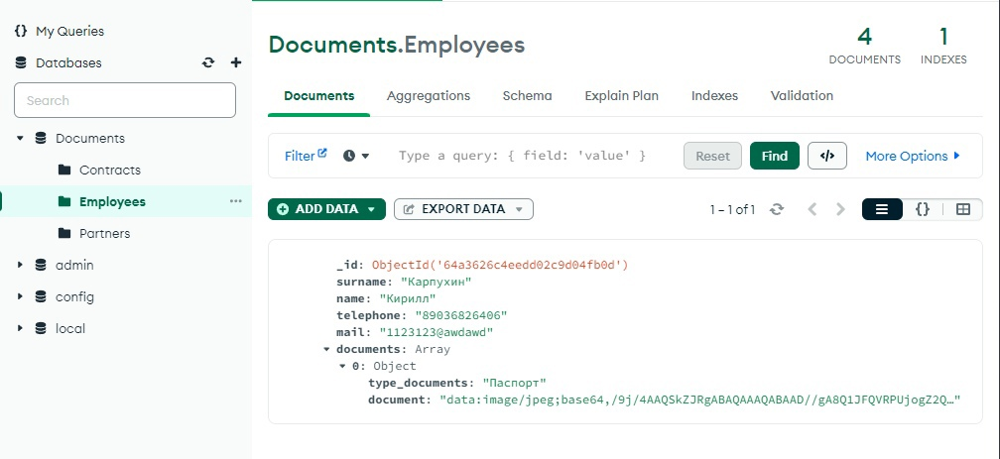 My Queries
Databases
Search
Documents
Contracts
Employees
Partners
admin
config
local
Documents.Employees
4
DOCUMENTS
1
INDEXES
Documents Aggregations Schema Explain Plan Indexes Validation
Filter Type a query: { field: 'value' } Reset Find </> More Options
ADD DATA EXPORT DATA 1 – 1 of 1 {}
_id: ObjectId('64a3626c4eedd02c9d04fb0d')
surname: "Карпухин"
name: "Кирилл"
telephone: "89036826406"
mail: "1123123@awdawd"
documents: Array
0: Object
type_documents: "Паспорт"
document: "data:image/jpeg;base64,/9j/4AAQSkZJRgABAQAAAQABAAD//gA8Q1JFQVRPUjogZ2Q…"